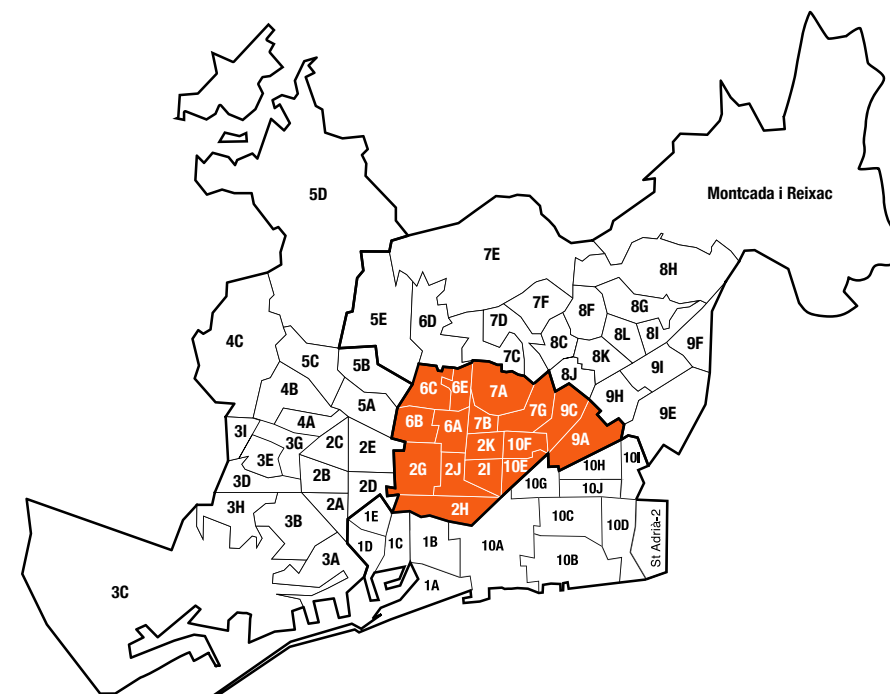 5D
Montcada i Reixac
7E
8H
8G
7F
8F
5E
6D
7D
4C
8L
8I
9F
8C
7C
8K
5C
5B
9I
8J
4B
6C
6E
7A
9H
5A
7G
9C
9E
6B
6A
7B
4A
3I
3G
2C
2E
2K
10F
9A
3E
2G
2J
2I
10E
10H
10I
3D
2B
2D
10G
10J
3H
2A
2H
3B
1E
10C
10D
St Adrià-2
1D
1C
1B
10A
3A
10B
3C
1A